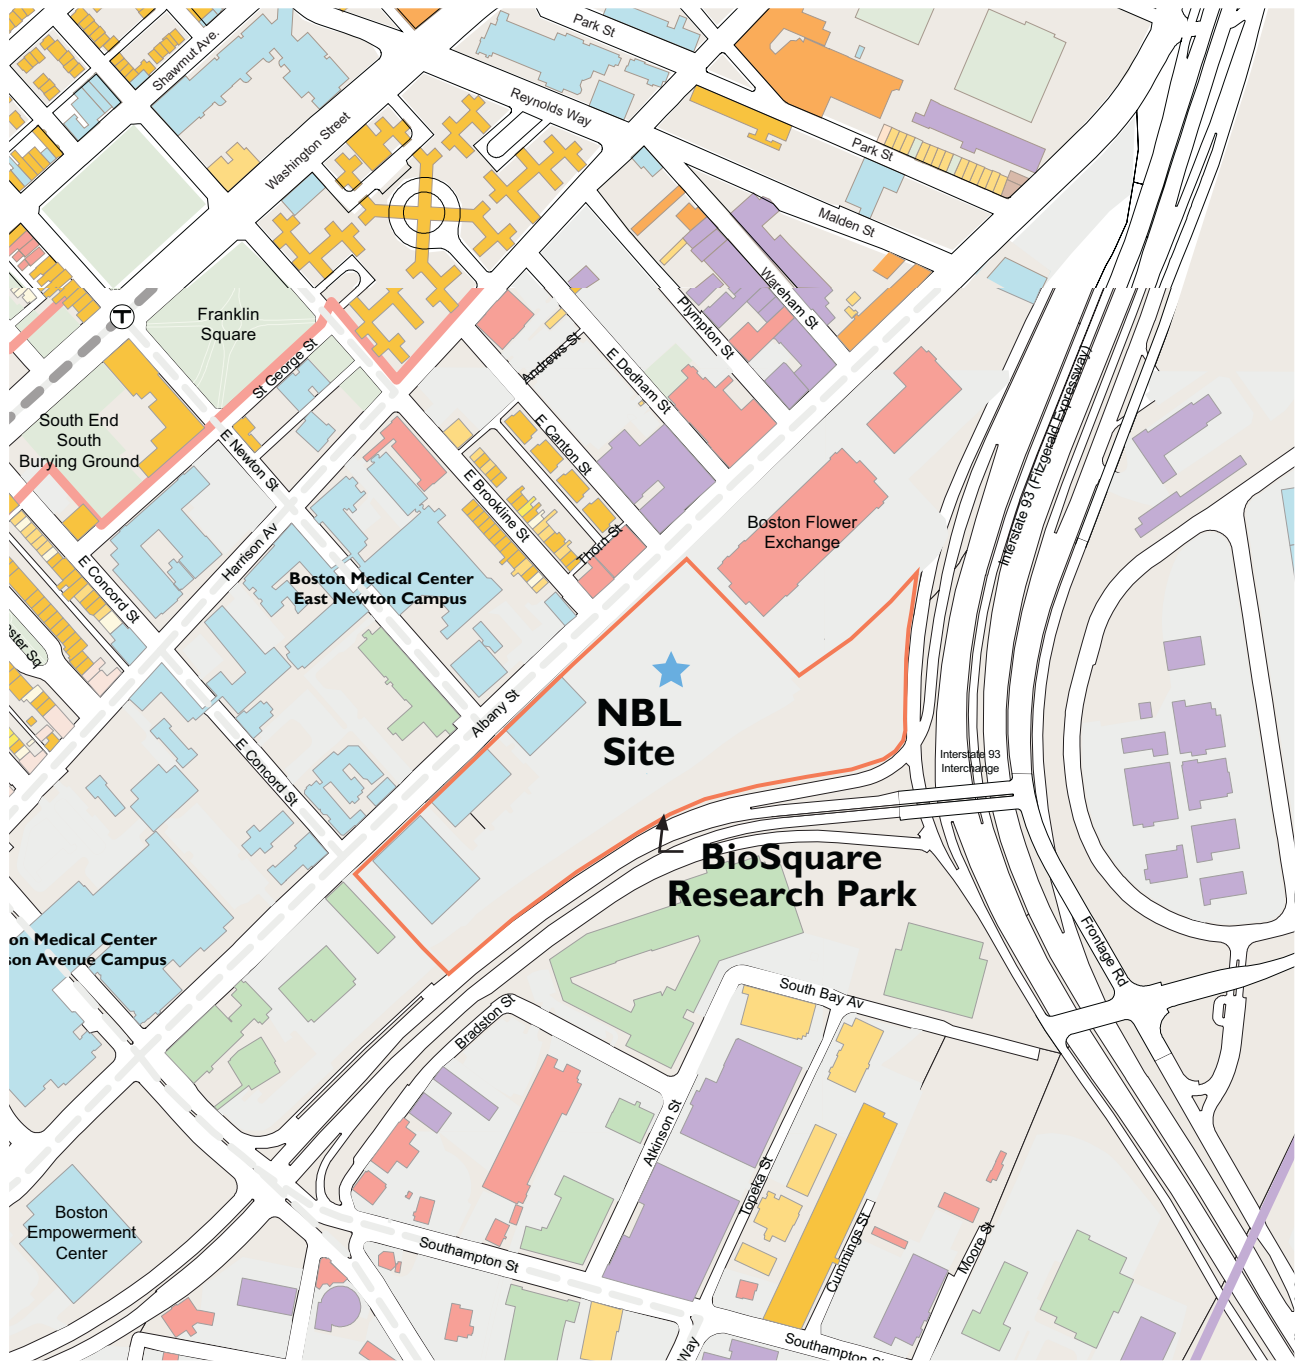 Park St
Shawmut Ave.
Reynolds Way
Washington Street
Park St
Malden St
Wareham St
Plympton St
Franklin
Square
St George St
Andrews St
E Dedham St
Interstate 93 (Fitzgerald Expressway)
South End
South
Burying Ground
E Newton St
E Canton St
E Brookline St
Thorn St
Harrison Av
Boston Flower
Exchange
E Concord St
Boston Medical Center
East Newton Campus
ster Sq
Albany St
NBL
Site
E Concord St
Interstate 93
Interchange
BioSquare
Research Park
on Medical Center
son Avenue Campus
Frontage Rd
South Bay Av
Bradston St
Atkinson St
Topeka St
Cummings St
Moore St
Boston
Empowerment
Center
Southampton St
Southampton S
Way
T